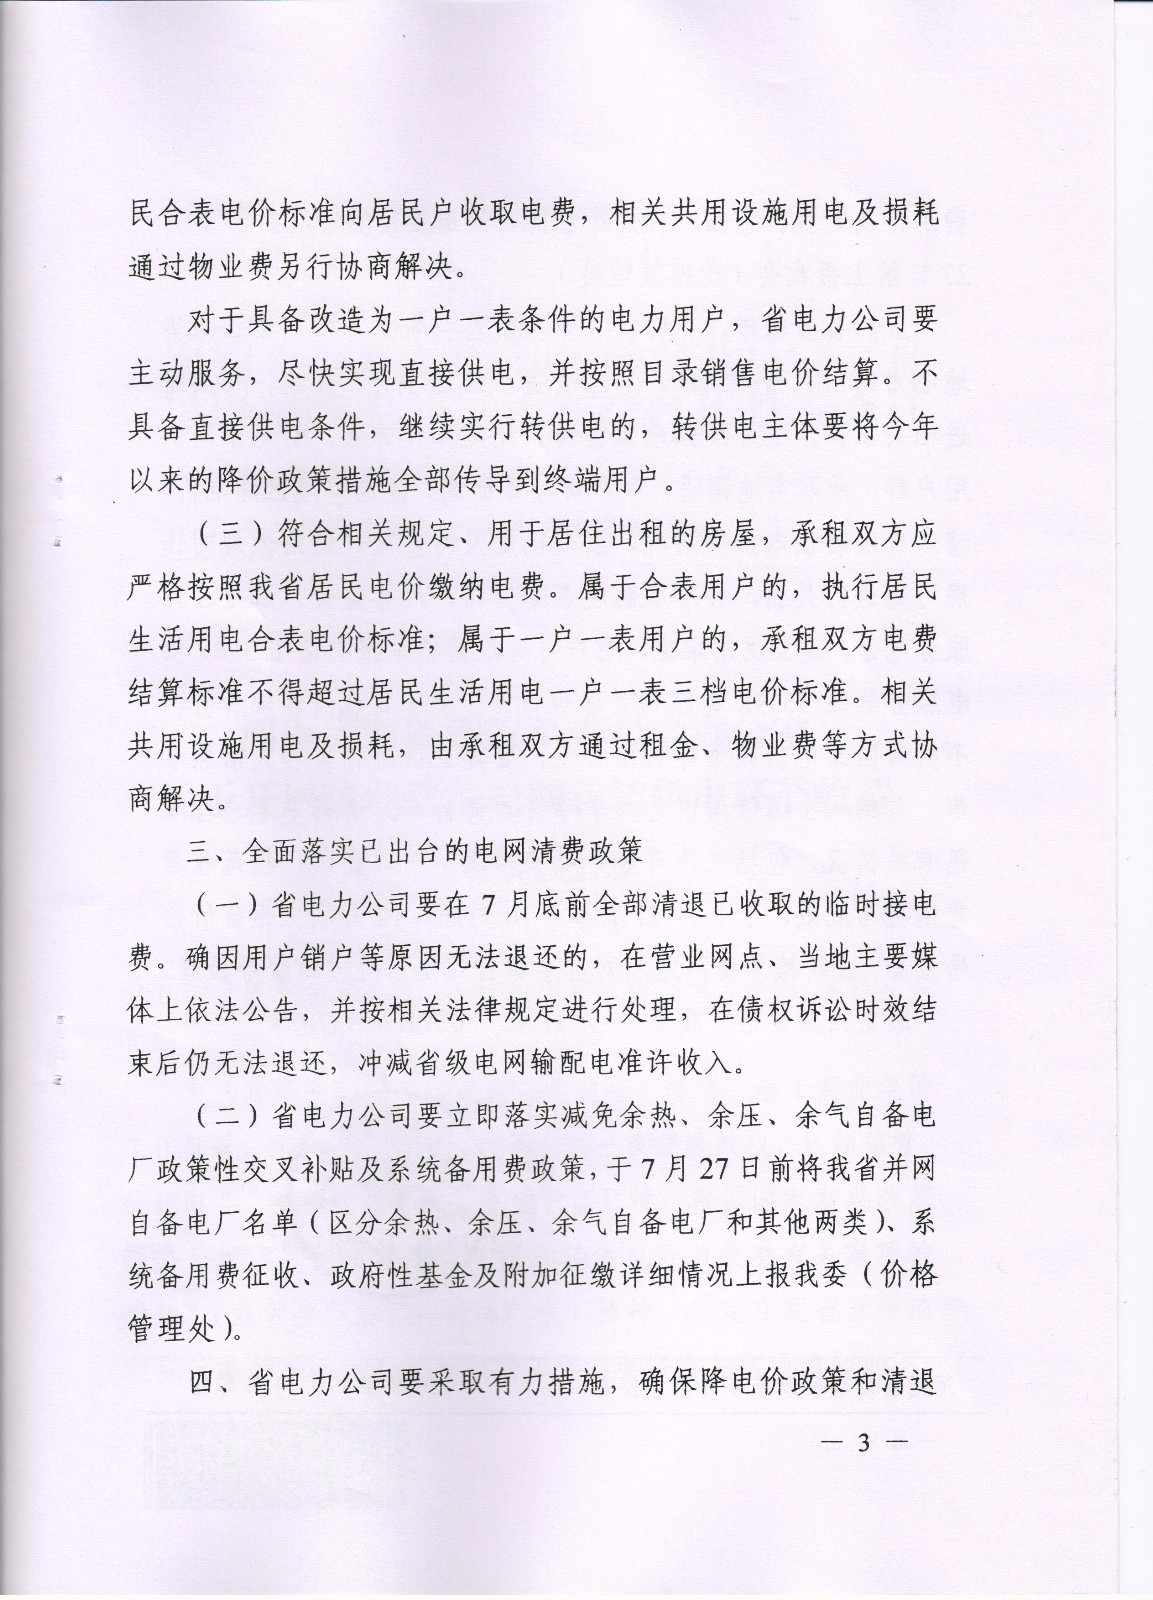 民合表电价标准向居民户收取电费，相关共用设施用电及损耗
通过物业费另行协商解决。
对于具备改造为一户一表条件的电力用户，省电力公司要
主动服务，尽快实现直接供电，并按照目录销售电价结算。不
具备直接供电条件，继续实行转供电的，转供电主体要将今年
以来的降价政策措施全部传导到终端用户。
（三）符合相关规定、用于居住出租的房屋，承租双方应
严格按照我省居民电价缴纳电费。属于合表用户的，执行居民
生活用电合表电价标准；属于一户一表用户的，承租双方电费
结算标准不得超过居民生活用电一户一表三档电价标准。相关
共用设施用电及损耗，由承租双方通过租金、物业费等方式协
商解决。
三、全面落实已出台的电网清费政策
（一）省电力公司要在 7 月底前全部清退已收取的临时接电
费。确因用户销户等原因无法退还的，在营业网点、当地主要媒
体上依法公告，并按相关法律规定进行处理，在债权诉讼时效结
束后仍无法退还，冲减省级电网输配电准许收入。
（二）省电力公司要立即落实减免余热、余压、余气自备电
厂政策性交叉补贴及系统备用费政策，于 7 月 27 日前将我省并网
自备电厂名单（区分余热、余压、余气自备电厂和其他两类）、系
统备用费征收、政府性基金及附加征缴详细情况上报我委（价格
管理处）。
四、省电力公司要采取有力措施，确保降电价政策和清退
— 3 —